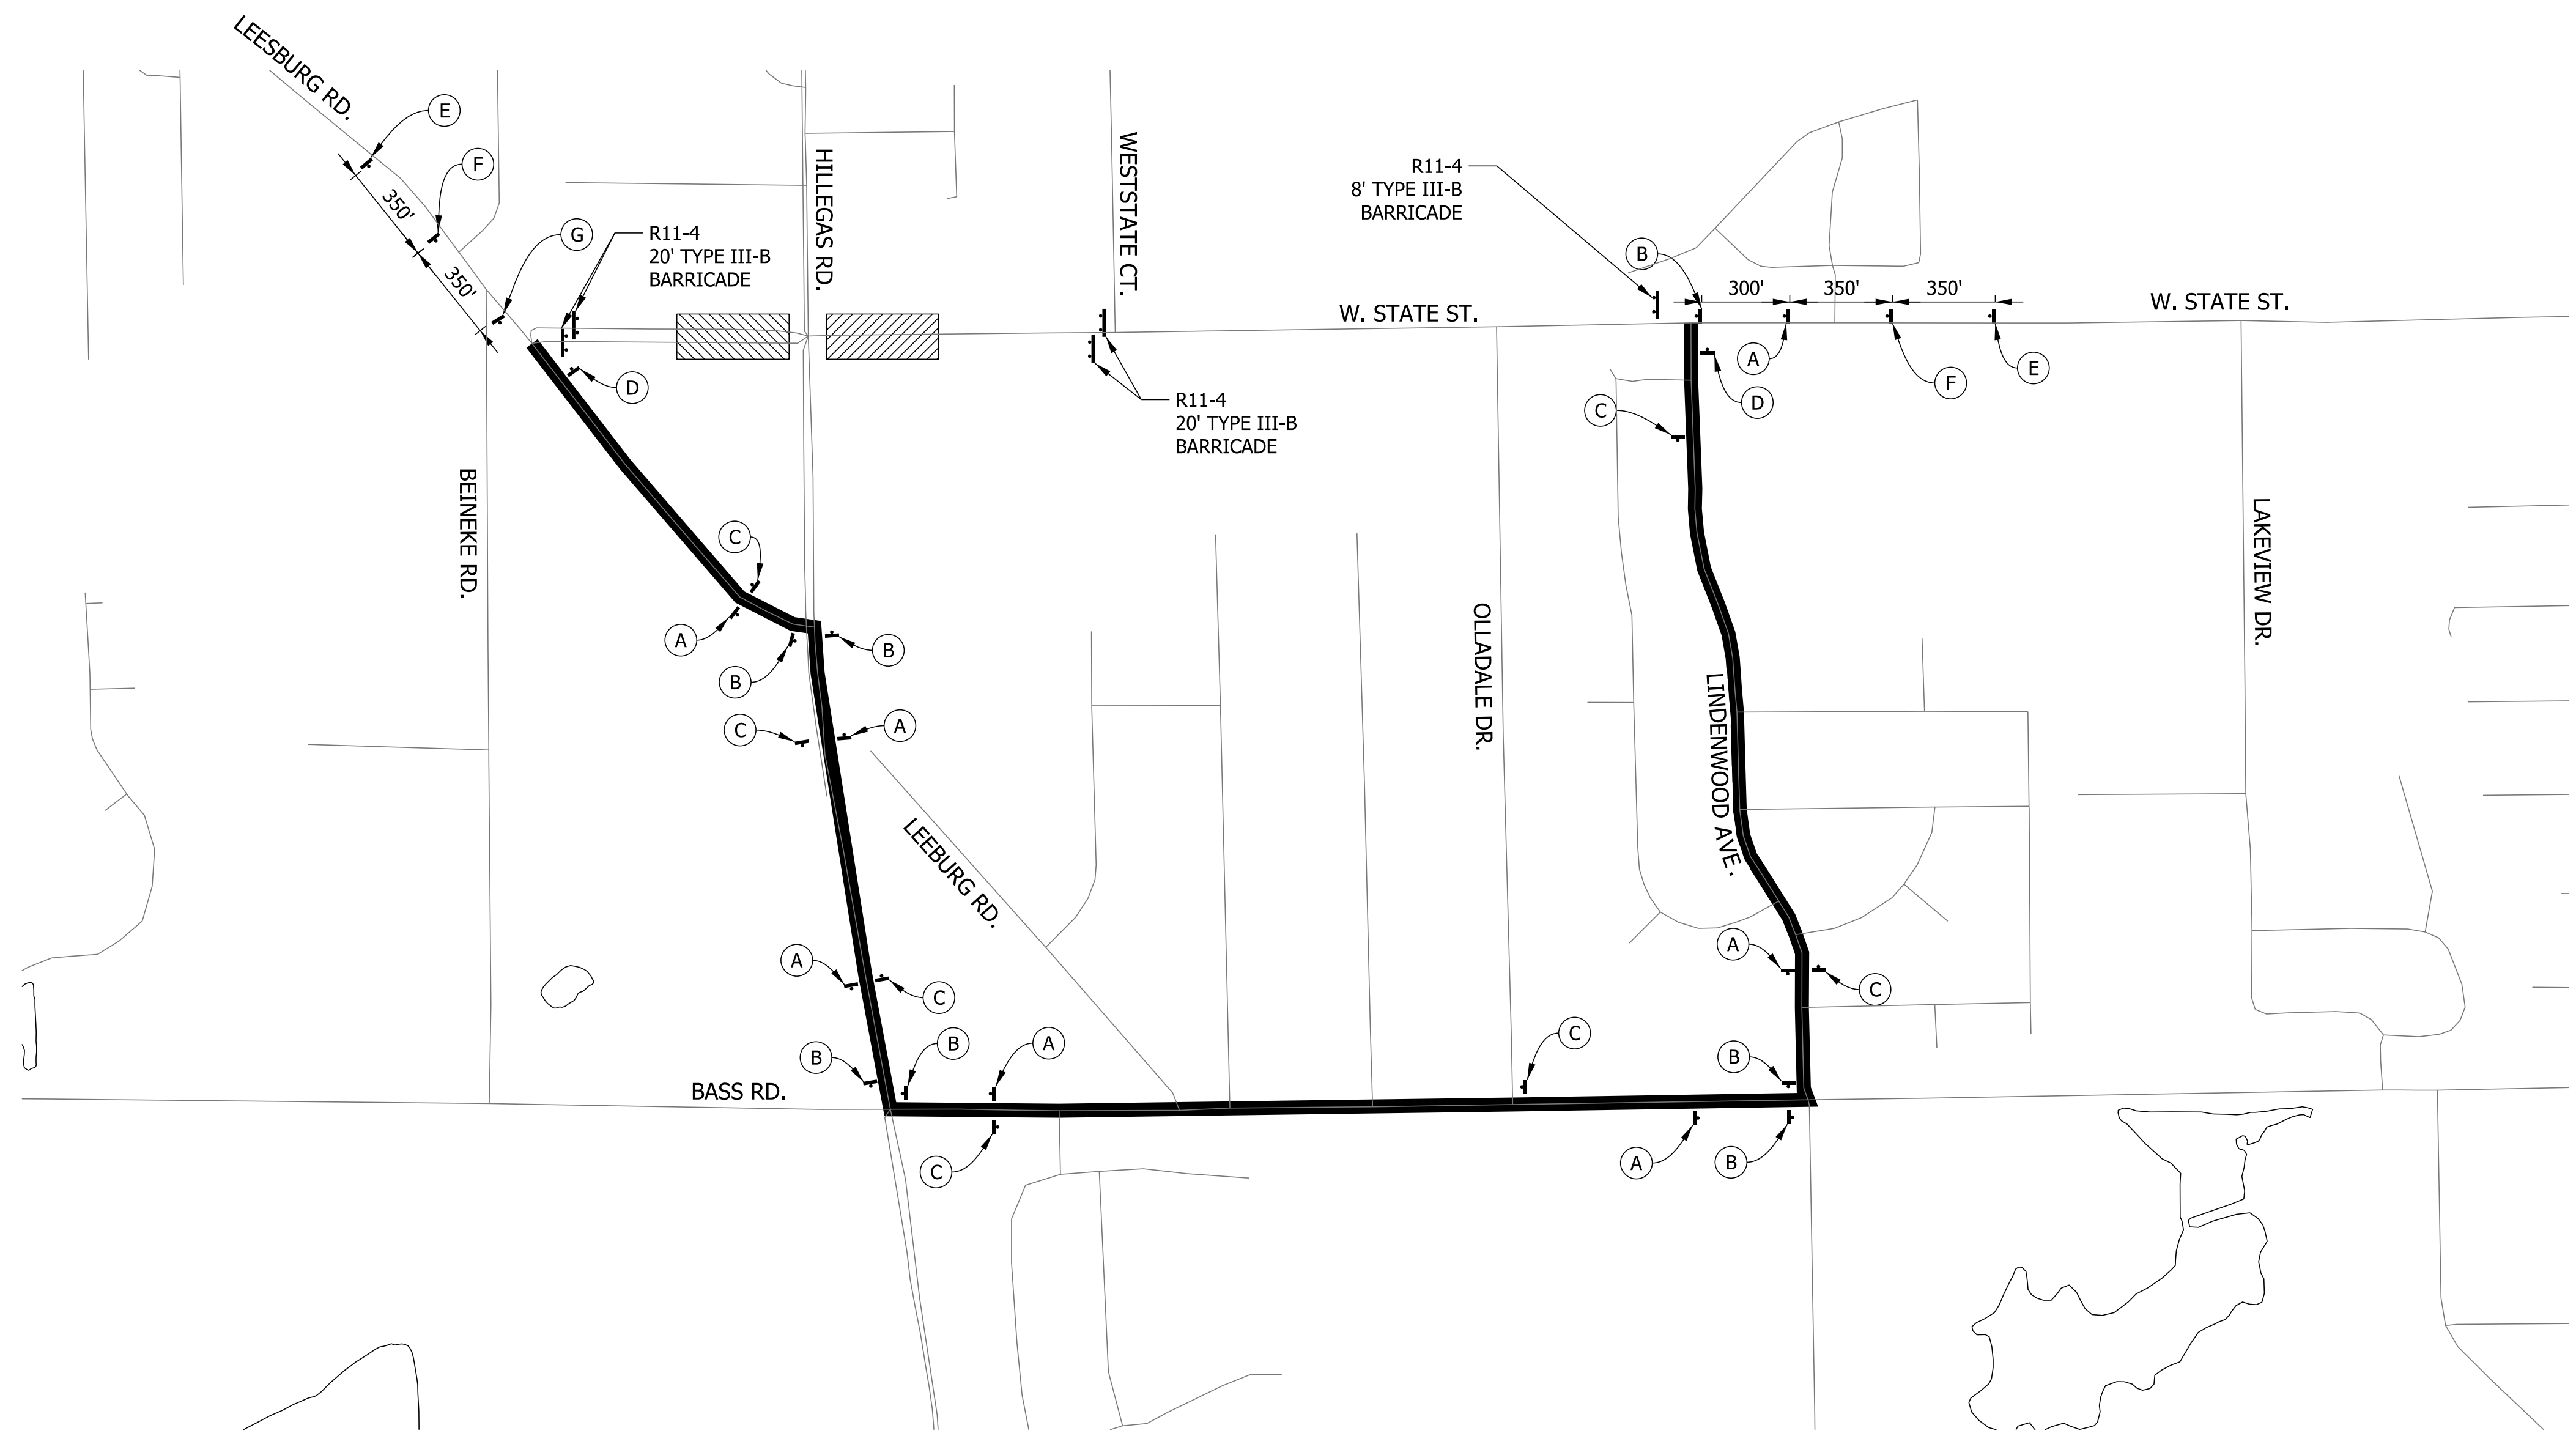 LEESBURG RD.
E
F
350'
350'
G
R11-4
20' TYPE III-B
BARRICADE
D
HILLEGAS RD.
WESTSTATE CT.
R11-4
20' TYPE III-B
BARRICADE
W. STATE ST.
R11-4
8' TYPE III-B
BARRICADE
B
300'
350'
350'
W. STATE ST.
A
F
E
D
C
BEINEKE RD.
C
A
B
B
C
A
LEEBURG RD.
OLLADALE DR.
LINDENWOOD AVE.
LAKEVIEW DR.
A
C
A
C
B
B
A
C
B
BASS RD.
C
A
B